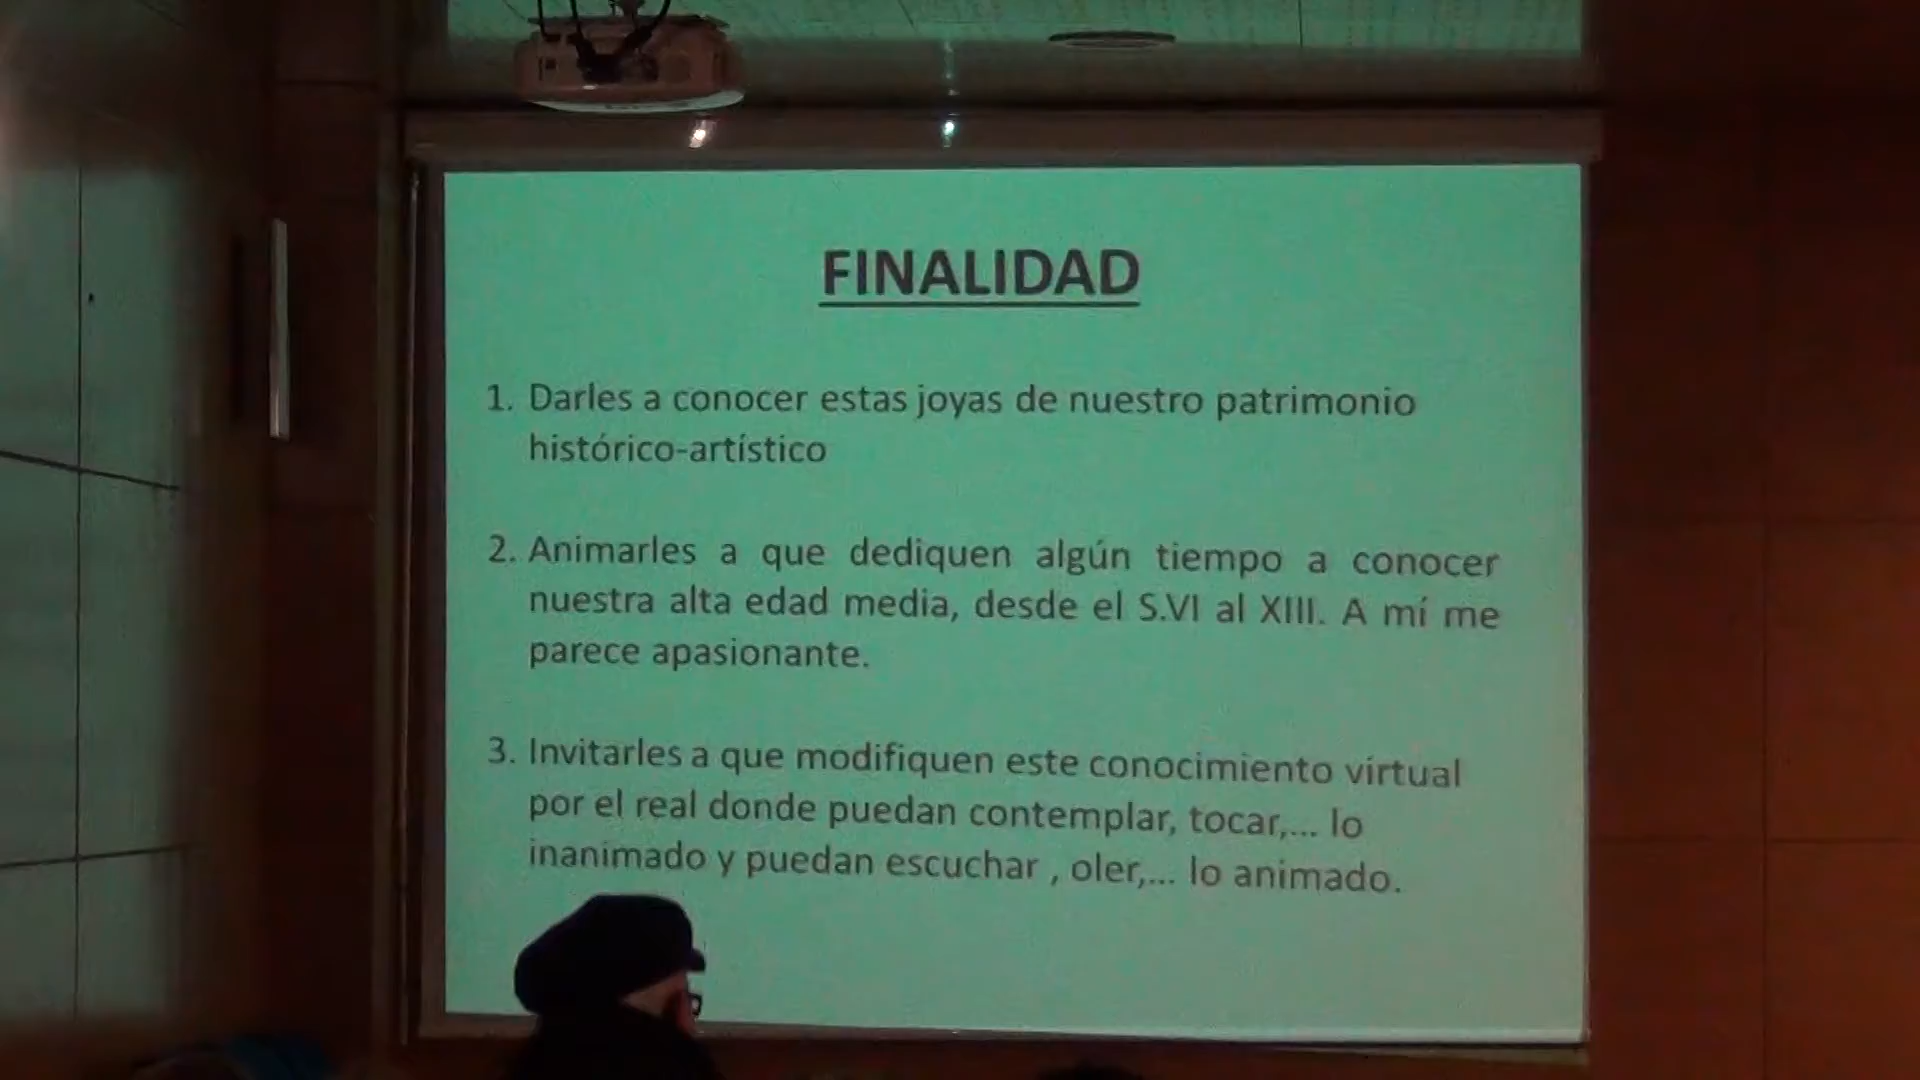 FINALIDAD
1. Darles a conocer estas joyas de nuestro patrimonio
histórico-artístico
2. Animarles a que dediquen algún tiempo a conocer
nuestra alta edad media, desde el S.VI al XIII. A mí me
parece apasionante.
3. Invitarles a que modifiquen este conocimiento virtual
por el real donde puedan contemplar, tocar,... lo
inanimado y puedan escuchar , oler,... lo animado.